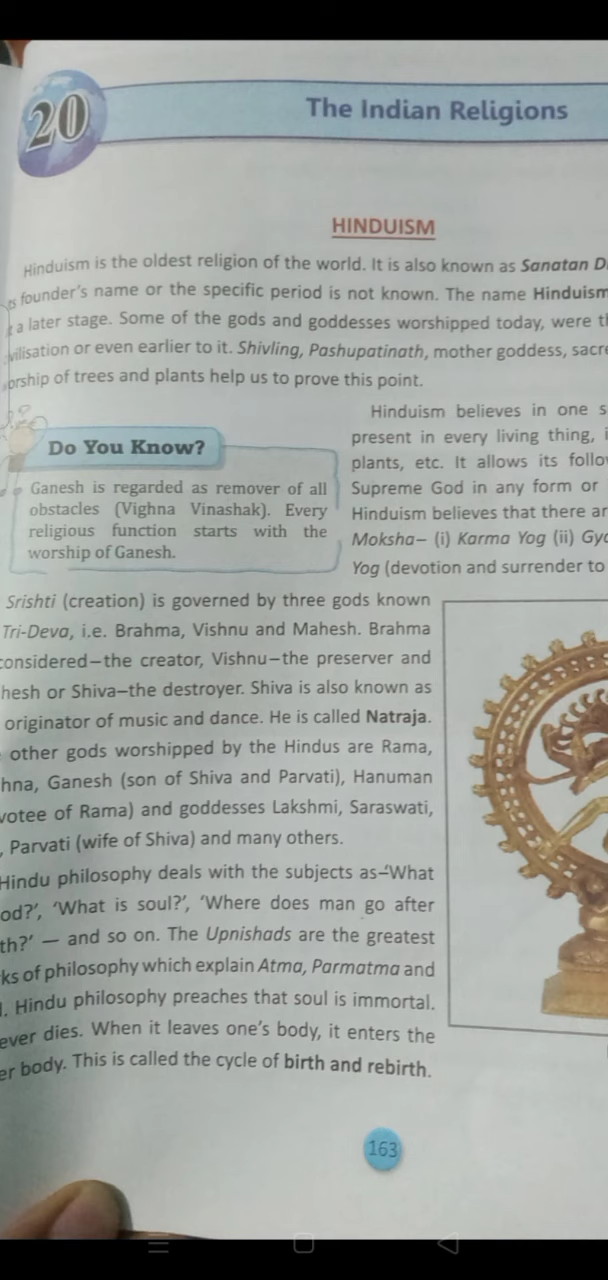 20
The Indian Religions
HINDUISM
Hinduism is the oldest religion of the world. It is also known as Sanatan
founder's name or the specific period is not known. The name Hinduism
a later stage. Some of the gods and goddesses worshipped today, were
or even earlier to it. Shivling, Pashupatinath, mother goddess,
of trees and plants help us to prove this point.
Do You Know?
Ganesh is regarded as remover of all
obstacles (Vighna Vinashak). Every
religious function starts with the
worship of Ganesh.
Hinduism believes in one
present in every living thing,
plants, etc. It allows its
Supreme God in any form or
Hinduism believes that there
Moksha– (i) Karma Yog (ii)
Yog (devotion and surrender to
Srishti (creation) is governed by three gods known
Tri-Deva, i.e. Brahma, Vishnu and Mahesh. Brahma
considered–the creator, Vishnu–the preserver and
hesh or Shiva–the destroyer. Shiva is also known as
originator of music and dance. He is called Natraja.
other gods worshipped by the Hindus are Rama,
hna, Ganesh (son of Shiva and Parvati), Hanuman
votee of Rama) and goddesses Lakshmi, Saraswati,
, Parvati (wife of Shiva) and many others.
Hindu philosophy deals with the subjects as–'What
od?', 'What is soul?', 'Where does man go after
th?' — and so on. The Upnishads are the greatest
ks of philosophy which explain Atma, Parmatma and
. Hindu philosophy preaches that soul is immortal.
ever dies. When it leaves one's body, it enters the
er body. This is called the cycle of birth and rebirth.
163